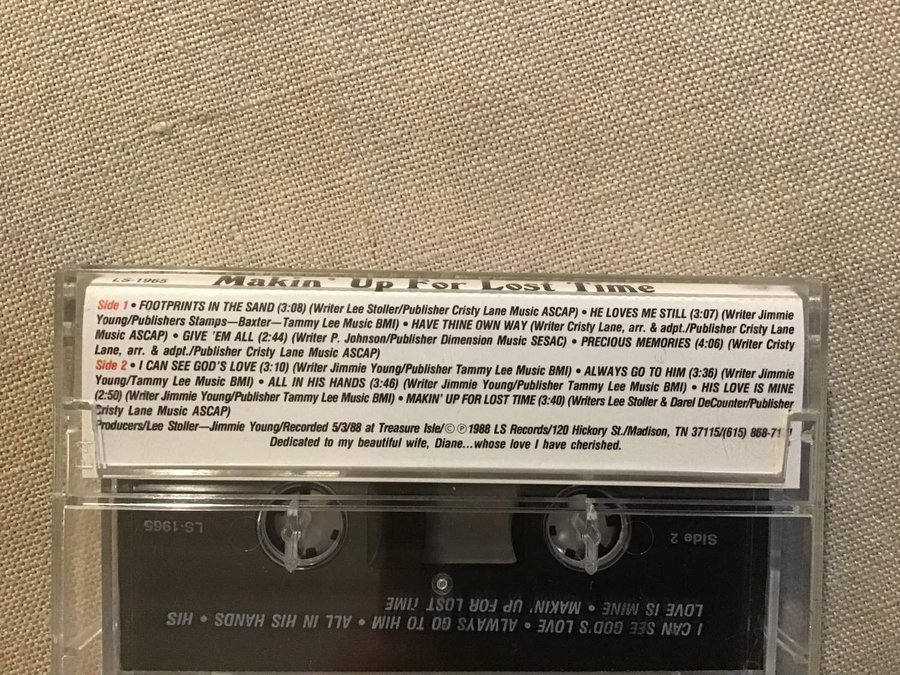 LS-1965 Makin' Up For Lost Time
Side 1 • FOOTPRINTS IN THE SAND (3:08) (Writer Lee Stoller/Publisher Cristy Lane Music ASCAP) • HE LOVES ME STILL (3:07) (Writer Jimmie
Young/Publishers Stamps—Baxter—Tammy Lee Music BMI) • HAVE THINE OWN WAY (Writer Cristy Lane, arr. & adpt./Publisher Cristy Lane
Music ASCAP) • GIVE 'EM ALL (2:44) (Writer P. Johnson/Publisher Dimension Music SESAC) • PRECIOUS MEMORIES (4:06) (Writer Cristy
Lane, arr. & adpt./Publisher Cristy Lane Music ASCAP)
Side 2 • I CAN SEE GOD'S LOVE (3:10) (Writer Jimmie Young/Publisher Tammy Lee Music BMI) • ALWAYS GO TO HIM (3:36) (Writer Jimmie
Young/Tammy Lee Music BMI) • ALL IN HIS HANDS (3:46) (Writer Jimmie Young/Publisher Tammy Lee Music BMI) • HIS LOVE IS MINE
(2:50) (Writer Jimmie Young/Publisher Tammy Lee Music BMI) • MAKIN' UP FOR LOST TIME (3:40) (Writers Lee Stoller & Darel DeCounter/Publisher
Cristy Lane Music ASCAP)
Producers/Lee Stoller—Jimmie Young/Recorded 5/3/88 at Treasure Isle/© ℗ 1988 LS Records/120 Hickory St./Madison, TN 37115/(615)
Dedicated to my beautiful wife, Diane...whose love I have cherished.
Side 2 LS-1965
I CAN SEE GOD'S LOVE • ALWAYS GO TO HIM • ALL IN HIS HANDS • HIS
LOVE IS MINE • MAKIN' UP FOR LOST TIME